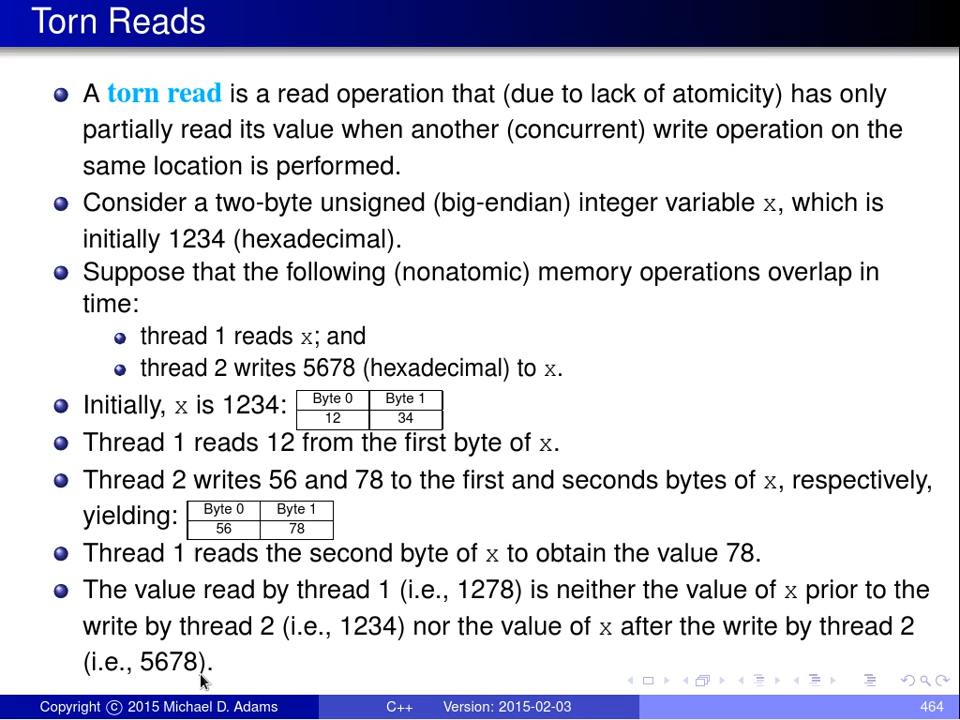 Torn Reads
A torn read is a read operation that (due to lack of atomicity) has only
partially read its value when another (concurrent) write operation on the
same location is performed.
Consider a two-byte unsigned (big-endian) integer variable x, which is
initially 1234 (hexadecimal).
Suppose that the following (nonatomic) memory operations overlap in
time:
thread 1 reads x; and
thread 2 writes 5678 (hexadecimal) to x.
Initially, x is 1234: Byte 0 Byte 1
12 34
Thread 1 reads 12 from the first byte of x.
Thread 2 writes 56 and 78 to the first and seconds bytes of x, respectively,
yielding: Byte 0 Byte 1
56 78
Thread 1 reads the second byte of x to obtain the value 78.
The value read by thread 1 (i.e., 1278) is neither the value of x prior to the
write by thread 2 (i.e., 1234) nor the value of x after the write by thread 2
(i.e., 5678).
Copyright © 2015 Michael D. Adams C++ Version: 2015-02-03 464